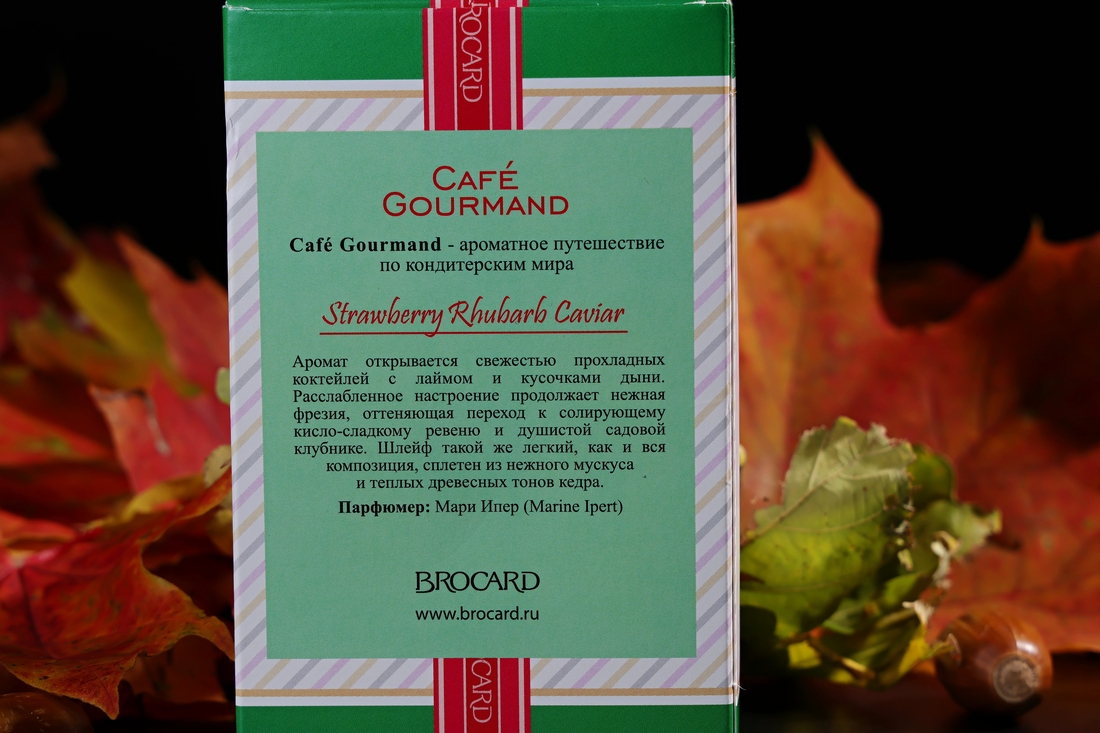 BROCARD
CAFÉ
GOURMAND
Café Gourmand - ароматное путешествие
по кондитерским мира
Strawberry Rhubarb Caviar
Аромат открывается свежестью прохладных
коктейлей с лаймом и кусочками дыни.
Расслабленное настроение продолжает нежная
фрезия, оттеняющая переход к солирующему
кисло-сладкому ревеню и душистой садовой
клубнике. Шлейф такой же легкий, как и вся
композиция, сплетен из нежного мускуса
и теплых древесных тонов кедра.
Парфюмер: Мари Ипер (Marine Ipert)
BROCARD
www.brocard.ru
CARD